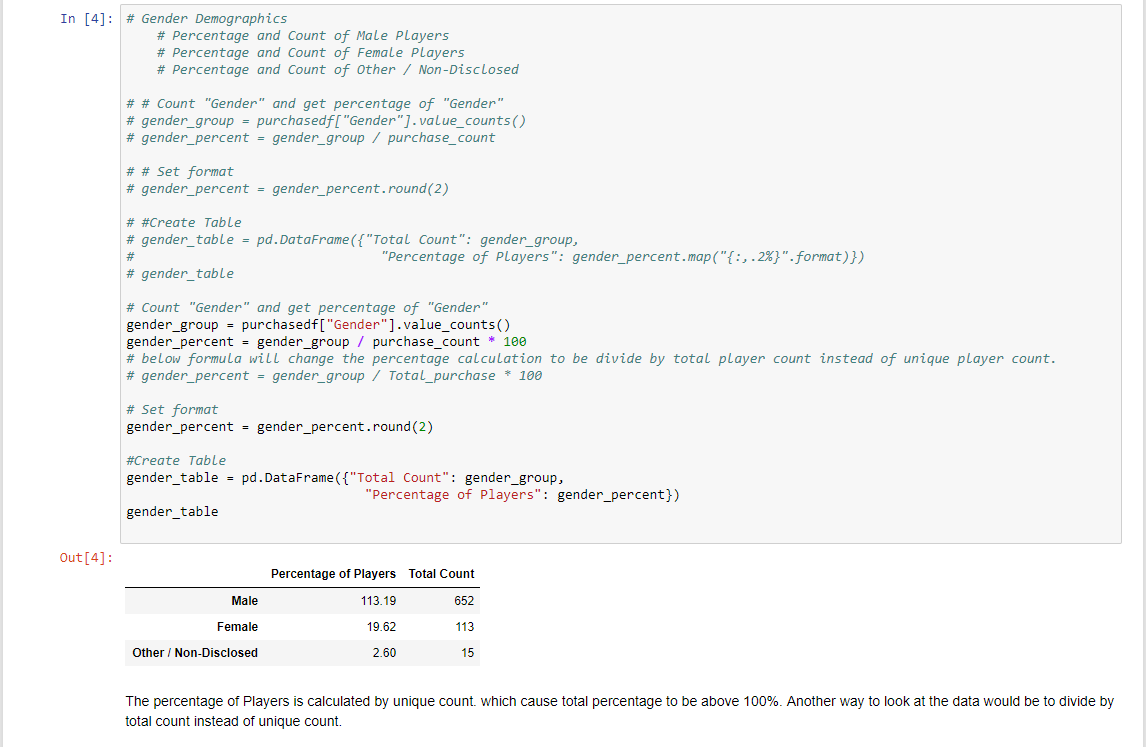 In [4]:
# Gender Demographics
    # Percentage and Count of Male Players
    # Percentage and Count of Female Players
    # Percentage and Count of Other / Non-Disclosed
# # Count "Gender" and get percentage of "Gender"
# gender_group = purchasedf["Gender"].value_counts()
# gender_percent = gender_group / purchase_count
# # Set format
# gender_percent = gender_percent.round(2)
# #Create Table
# gender_table = pd.DataFrame({"Total Count": gender_group,
#                                "Percentage of Players": gender_percent.map("{:,.2%}".format)})
# gender_table
# Count "Gender" and get percentage of "Gender"
gender_group = purchasedf["Gender"].value_counts()
gender_percent = gender_group / purchase_count * 100
# below formula will change the percentage calculation to be divide by total player count instead of unique player count.
# gender_percent = gender_group / Total_purchase * 100
# Set format
gender_percent = gender_percent.round(2)
#Create Table
gender_table = pd.DataFrame({"Total Count": gender_group,
                               "Percentage of Players": gender_percent})
gender_table
Out[4]:
Percentage of Players Total Count
Male 113.19 652
Female 19.62 113
Other / Non-Disclosed 2.60 15
The percentage of Players is calculated by unique count. which cause total percentage to be above 100%. Another way to look at the data would be to divide by
total count instead of unique count.